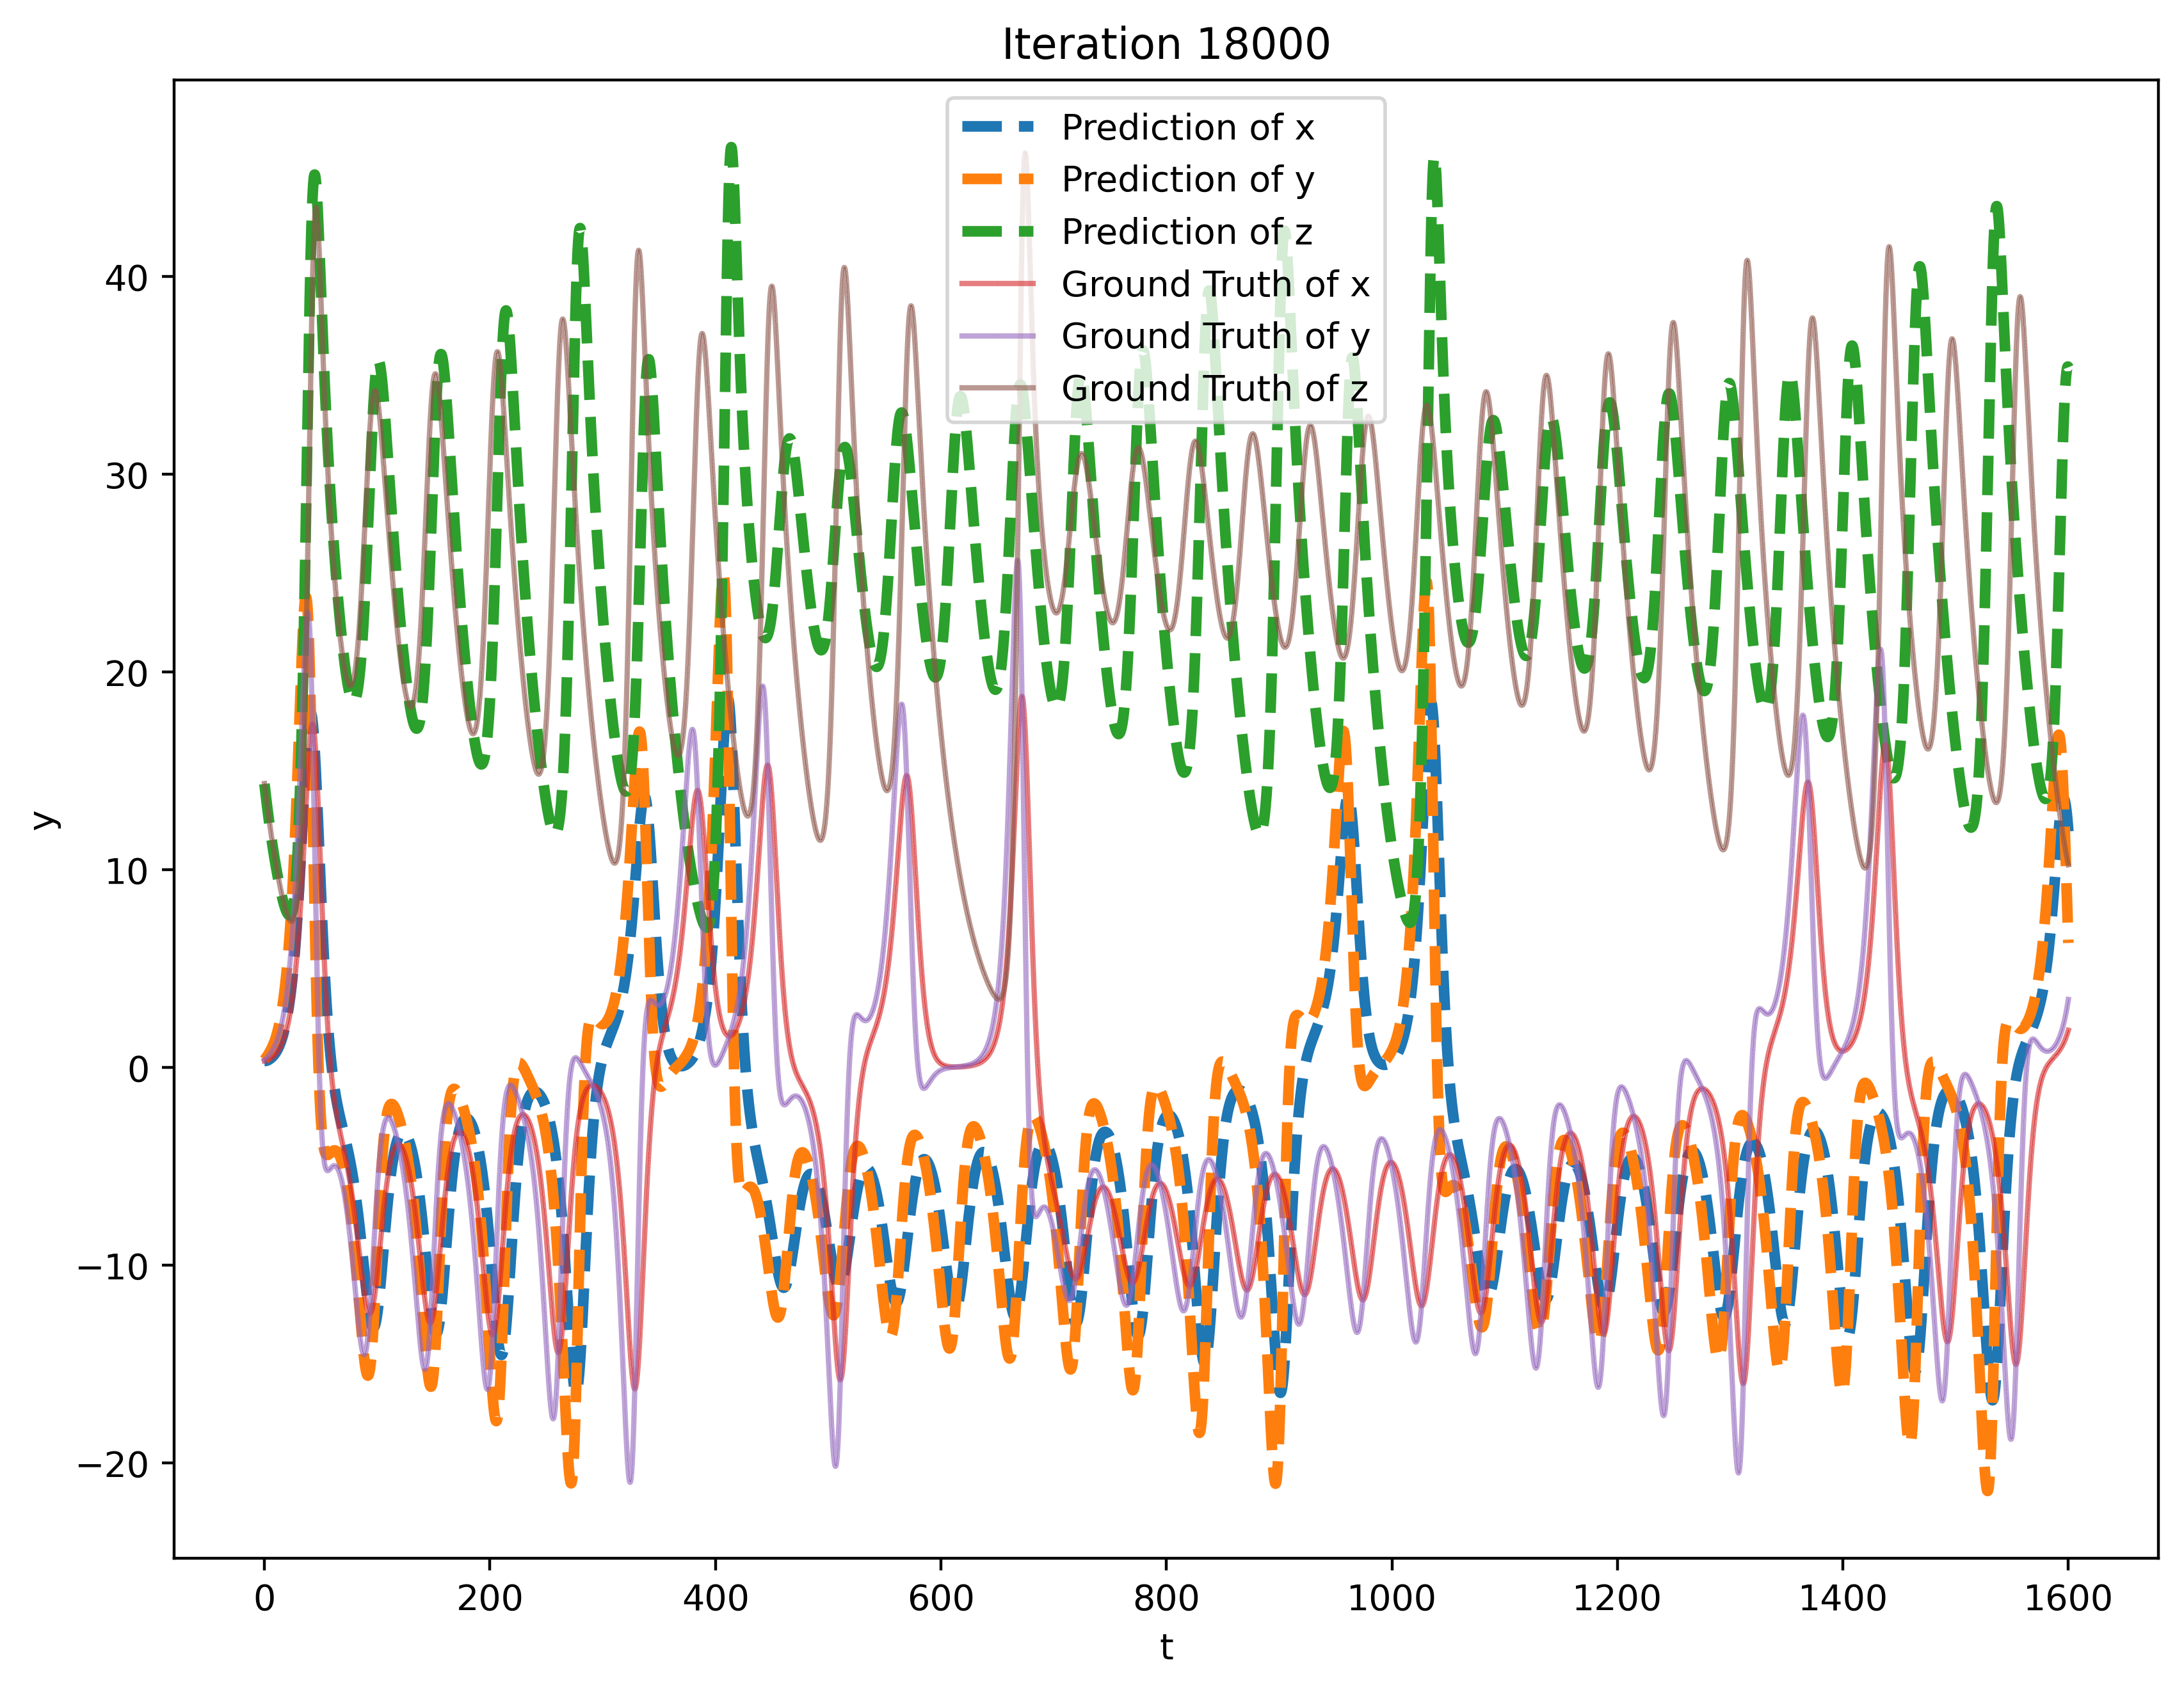 Iteration 18000
Prediction of x
Prediction of y
Prediction of z
Ground Truth of x
Ground Truth of y
Ground Truth of z
40
30
20
10
0
−10
−20
y
0 200 400 600 800 1000 1200 1400 1600
t